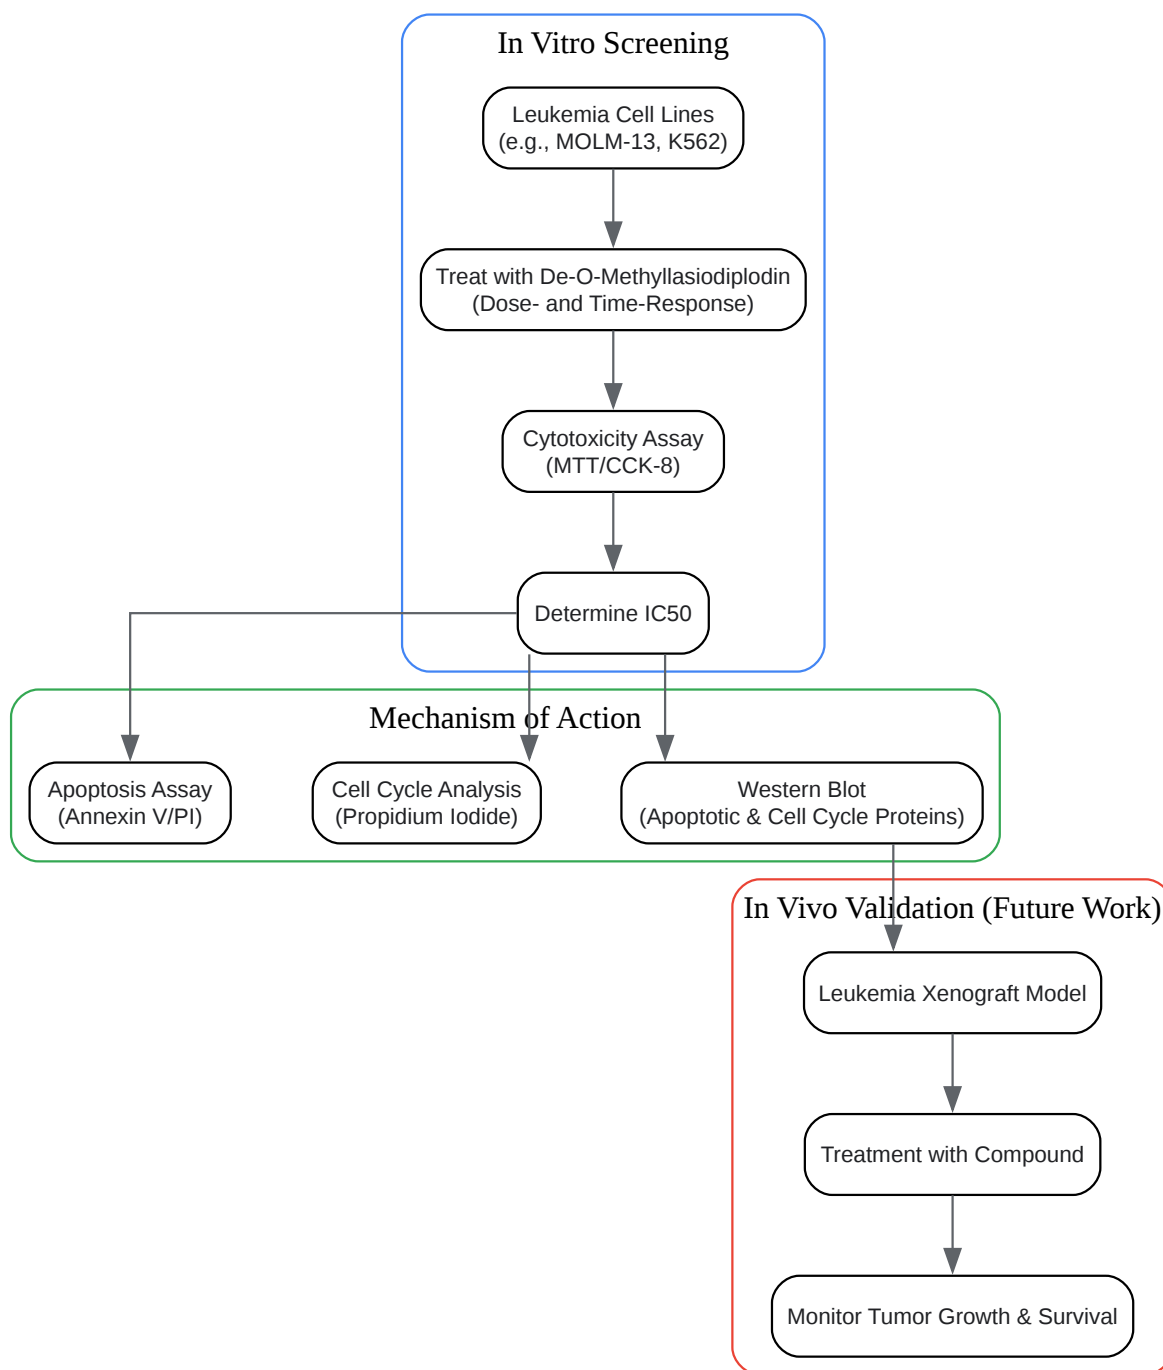 In Vitro Screening
Leukemia Cell Lines
(e.g., MOLM-13, K562)
Treat with De-O-Methyllasiodiplodin
(Dose- and Time-Response)
Cytotoxicity Assay
(MTT/CCK-8)
Determine IC50
Mechanism of Action
Apoptosis Assay
(Annexin V/PI)
Cell Cycle Analysis
(Propidium Iodide)
Western Blot
(Apoptotic & Cell Cycle Proteins)
In Vivo Validation (Future Work)
Leukemia Xenograft Model
Treatment with Compound
Monitor Tumor Growth & Survival